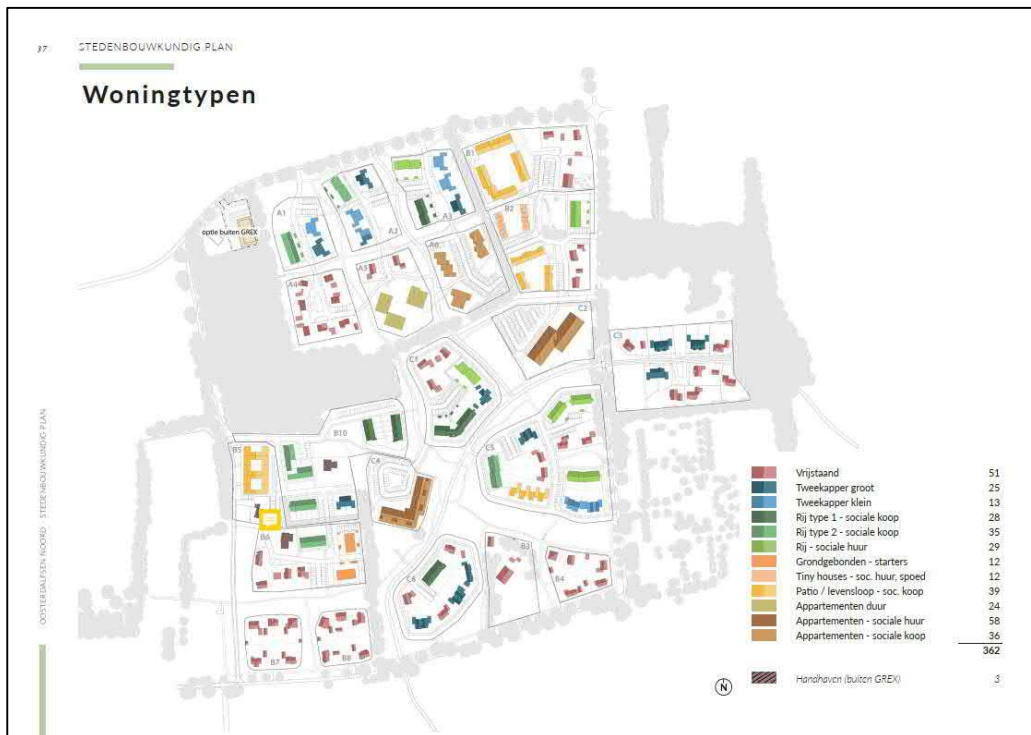 37 STEDENBOUWKUNDIG PLAN
Woningtypen
B1
A1
A2
A3
B2
optie buiten GREX
A6
A4
A5
C2
C3
C1
B10
B5
C4
C5
B6
B3
C6
B4
B7
B8
Vrijstaand 51
Tweekapper groot 25
Tweekapper klein 13
Rij type 1 - sociale koop 28
Rij type 2 - sociale koop 35
Rij - sociale huur 29
Grondgebonden - starters 12
Tiny houses - soc. huur, spoed 12
Patio / levensloop - soc. koop 39
Appartementen duur 24
Appartementen - sociale huur 58
Appartementen - sociale koop 36
362
Handhaven (buiten GREX) 3
N
OOSTERDALFSEN NOORD STEDENBOUWKUNDIG PLAN